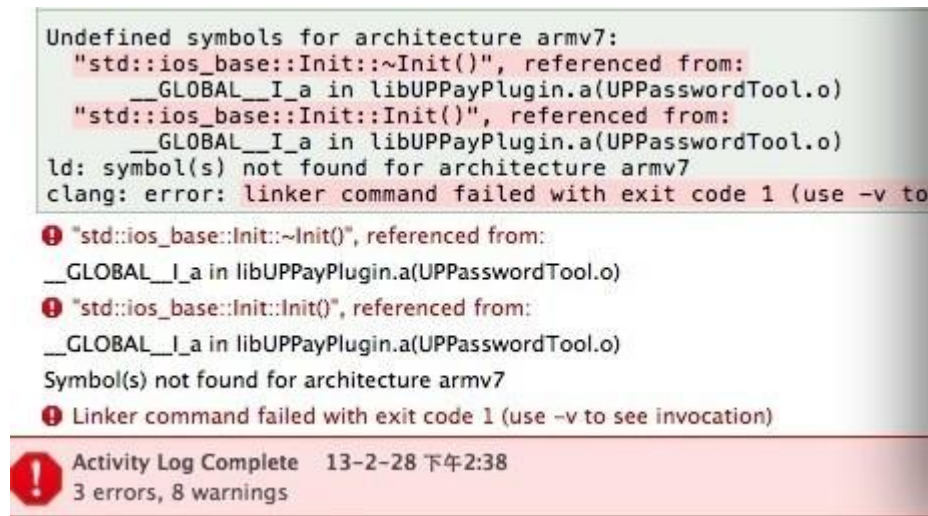 Undefined symbols for architecture armv7:
"std::ios_base::Init::~Init()", referenced from:
__GLOBAL__I_a in libUPPayPlugin.a(UPPasswordTool.o)
"std::ios_base::Init::Init()", referenced from:
__GLOBAL__I_a in libUPPayPlugin.a(UPPasswordTool.o)
ld: symbol(s) not found for architecture armv7
clang: error: linker command failed with exit code 1 (use -v to
"std::ios_base::Init::~Init()", referenced from:
__GLOBAL__I_a in libUPPayPlugin.a(UPPasswordTool.o)
"std::ios_base::Init::Init()", referenced from:
__GLOBAL__I_a in libUPPayPlugin.a(UPPasswordTool.o)
Symbol(s) not found for architecture armv7
Linker command failed with exit code 1 (use -v to see invocation)
Activity Log Complete 13-2-28 下午2:38
3 errors, 8 warnings